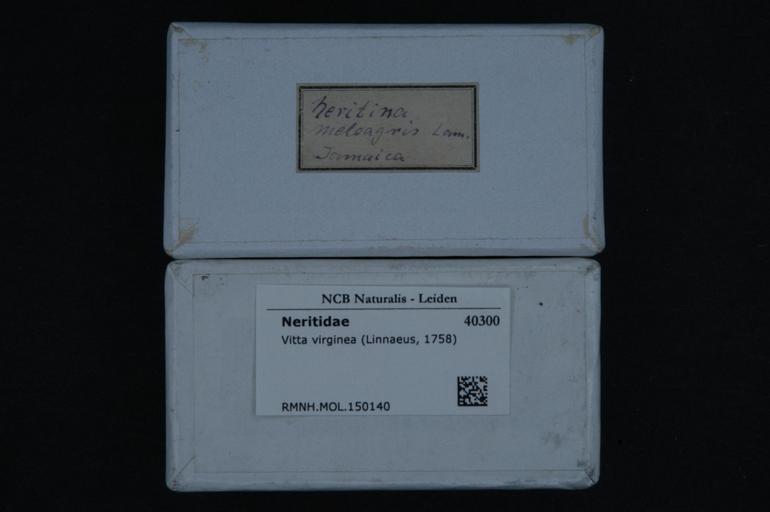 Neritina
meleagris Lam.
Jamaica
NCB Naturalis - Leiden
Neritidae 40300
Vitta virginea (Linnaeus, 1758)
RMNH.MOL.150140